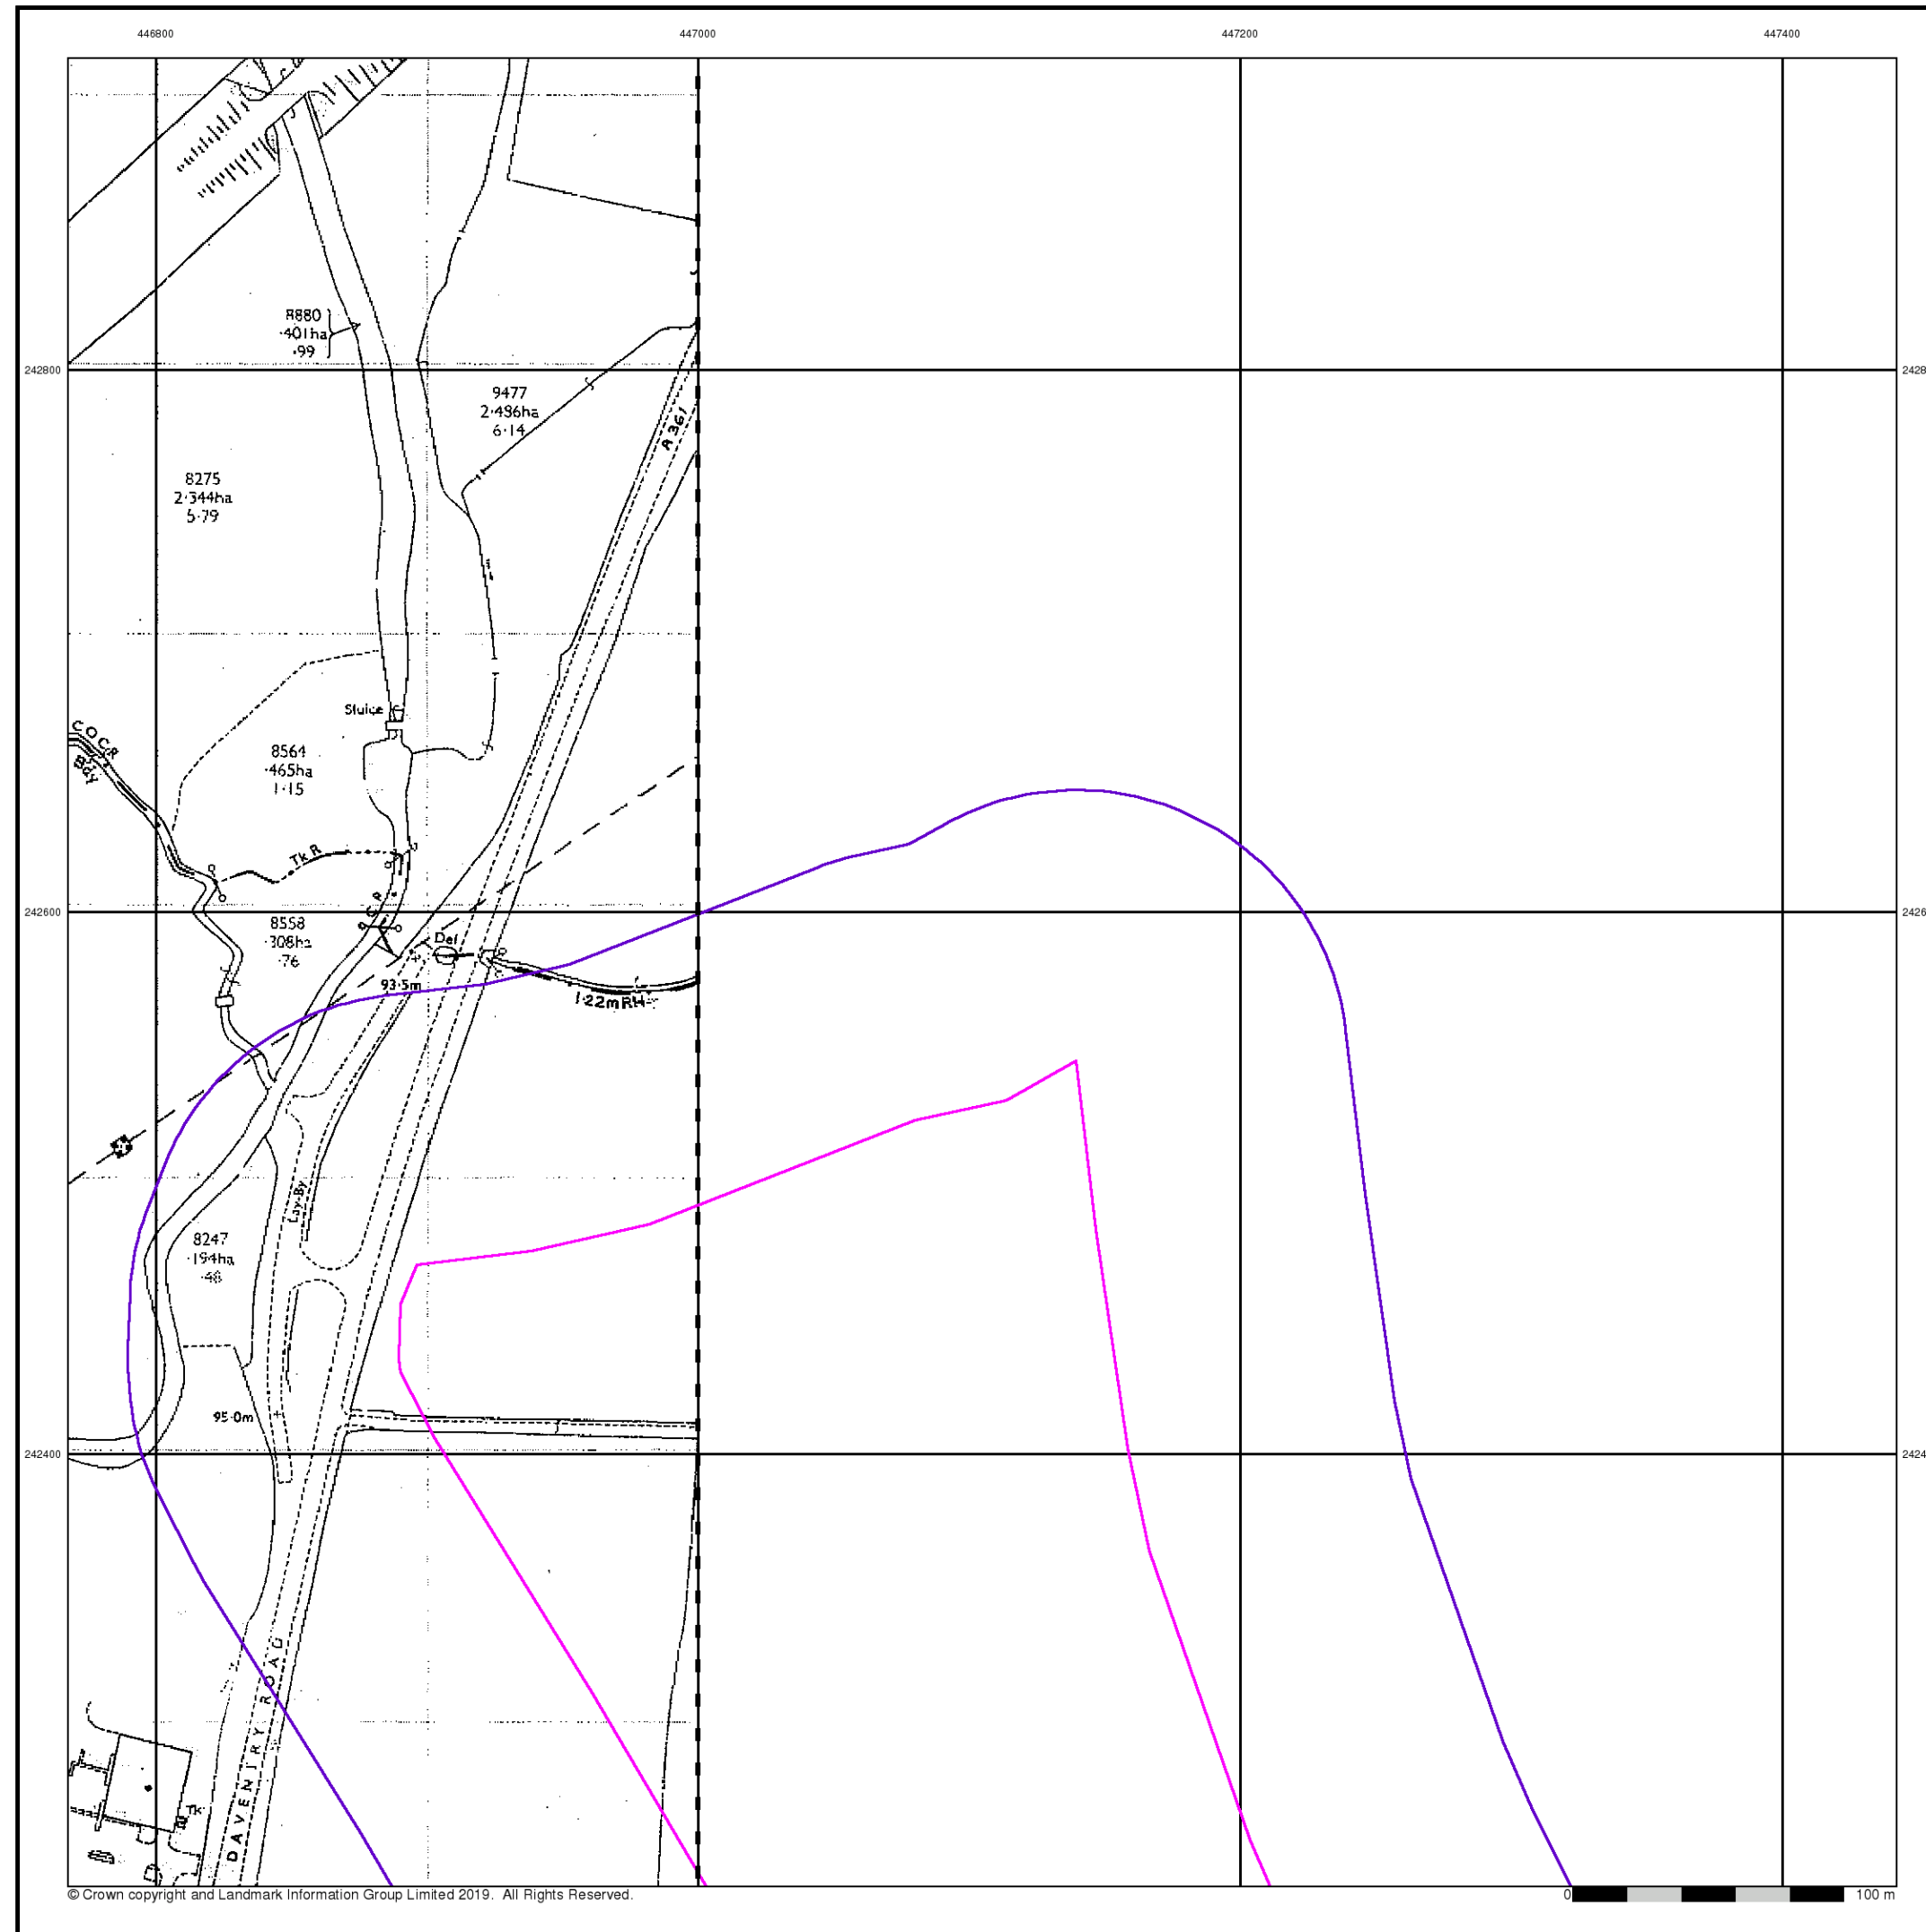 446800 447000 447200 447400
8880
·401ha
·99
242800
9477
2·486ha
6·14
A 361
8275
2·344ha
5·79
Sluice
COCR
Bdy
8564
·465ha
1·15
Tk R
242600
8558
·308ha
·76
C R
Def
93·5m
1·22m RH
Lay-By
8247
·194ha
·48
95·0m
242400
DAVENTRY ROAD
Tk
© Crown copyright and Landmark Information Group Limited 2019. All Rights Reserved.
0 100 m